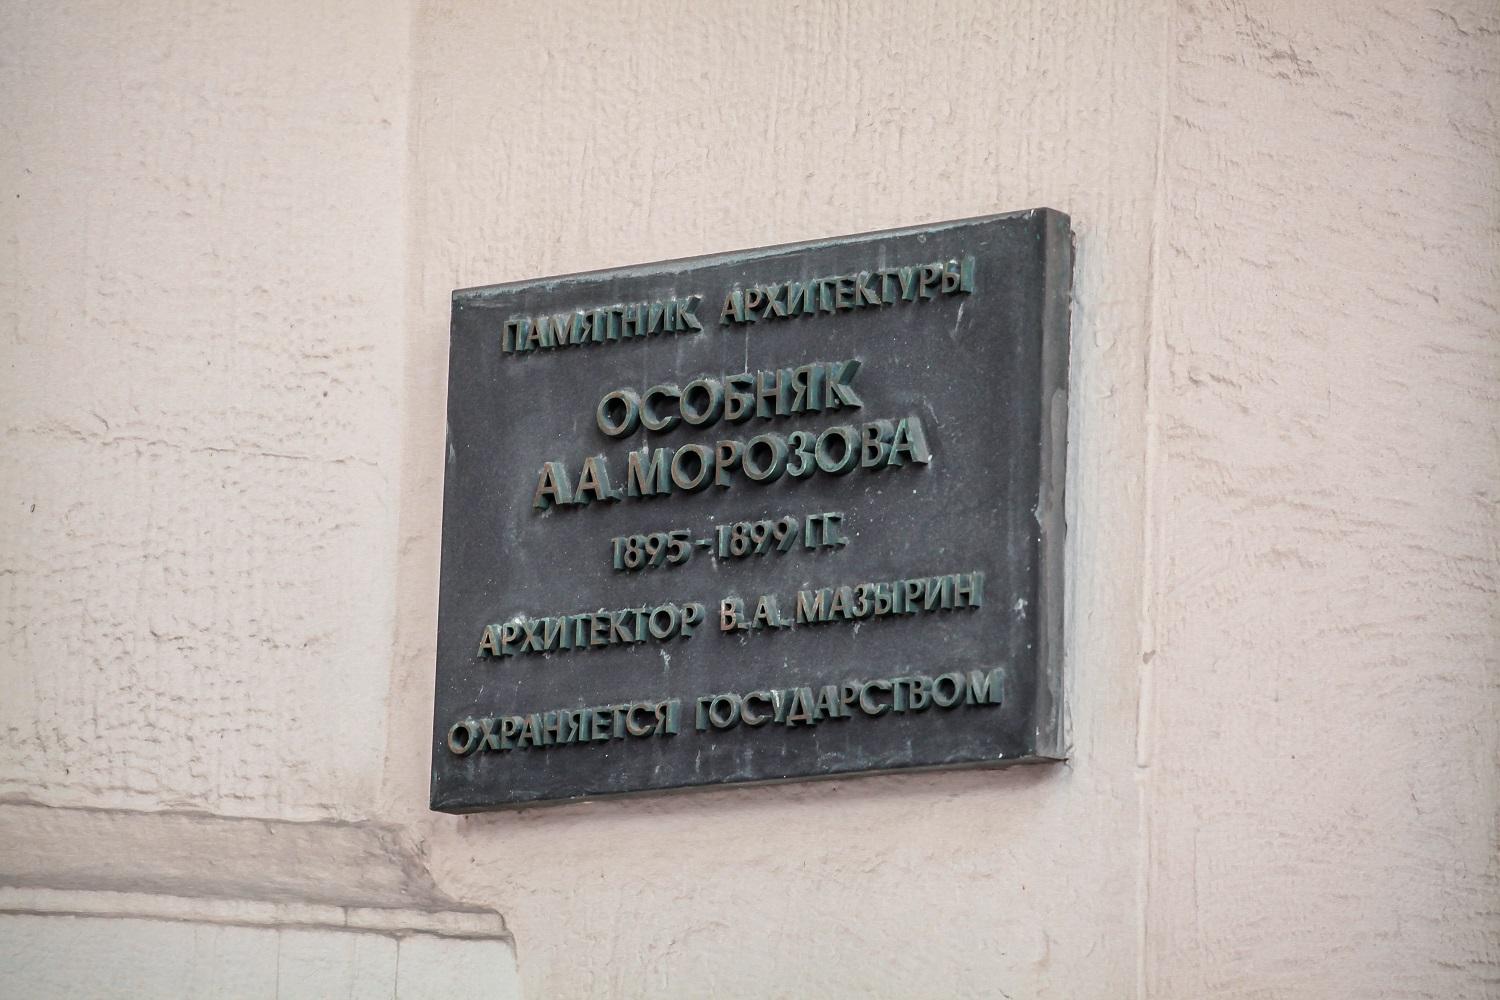 ПАМЯТНИК АРХИТЕКТУРЫ
ОСОБНЯК
А.А. МОРОЗОВА
1895-1899 ГГ.
АРХИТЕКТОР В.А. МАЗЫРИН
ОХРАНЯЕТСЯ ГОСУДАРСТВОМ